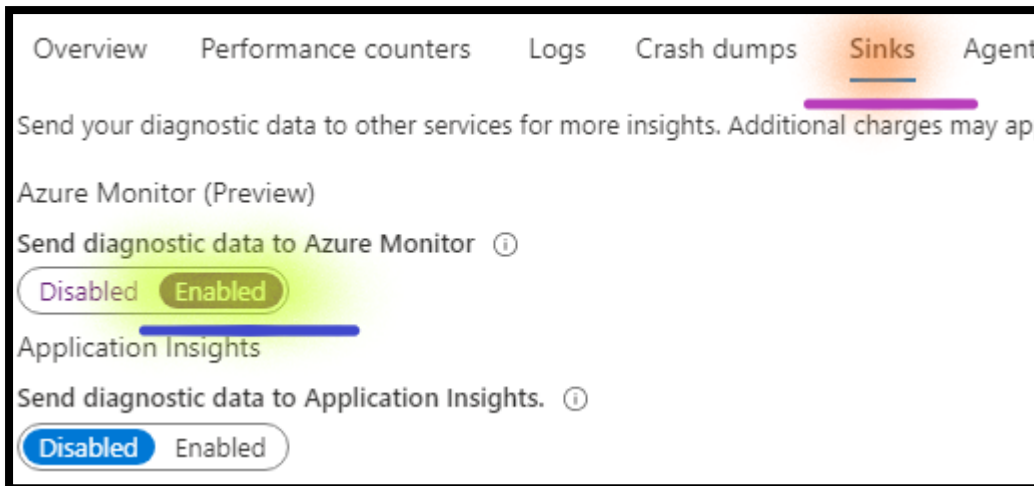 Overview Performance counters Logs Crash dumps Sinks Agent
Send your diagnostic data to other services for more insights. Additional charges may ap
Azure Monitor (Preview)
Send diagnostic data to Azure Monitor
Disabled Enabled
Application Insights
Send diagnostic data to Application Insights.
Disabled Enabled